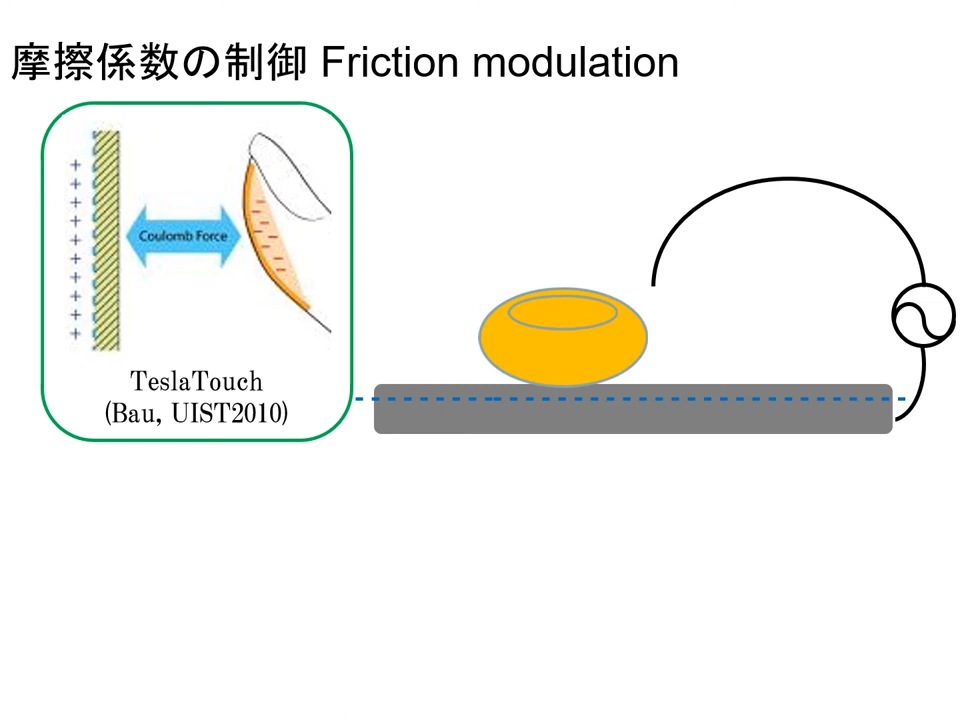 摩擦係数の制御 Friction modulation
Coulomb Force
TeslaTouch
(Bau, UIST2010)